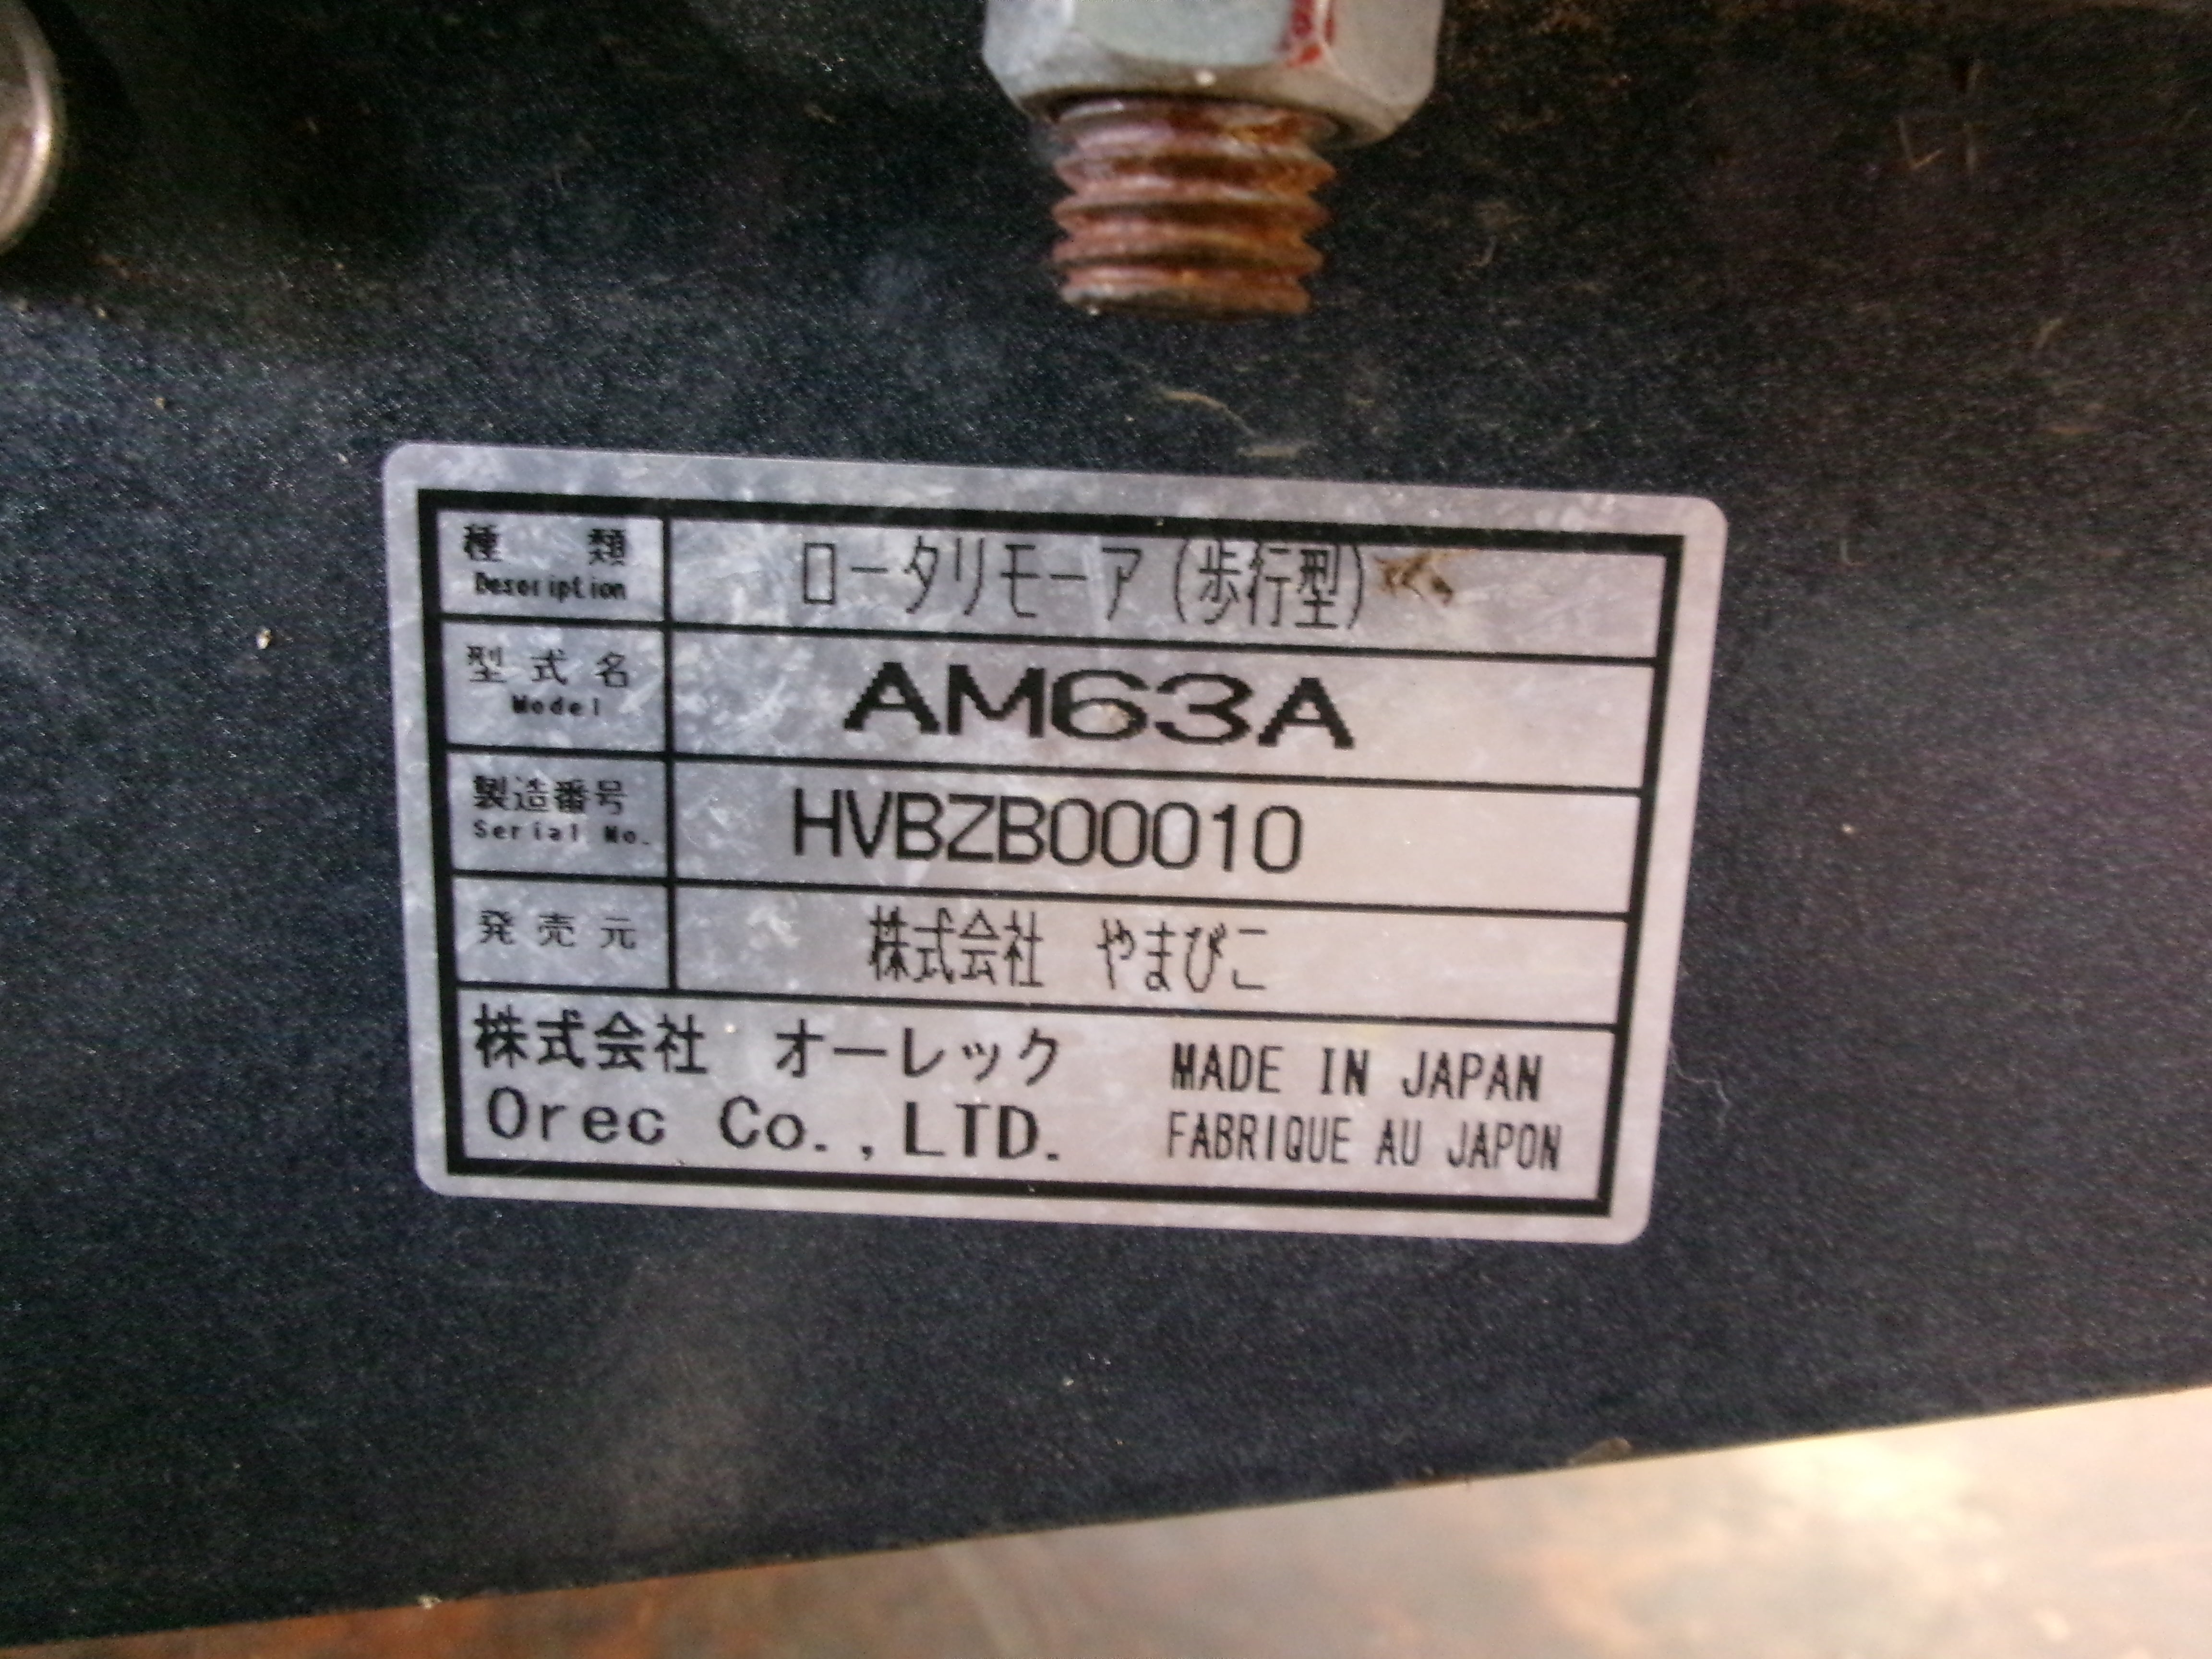 種 類 ロータリモーア(歩行型)
Description
型式名 AM63A
Model
製造番号 HVBZB00010
Serial No.
発売元 株式会社 やまびこ
株式会社 オーレック MADE IN JAPAN
Orec Co.,LTD. FABRIQUE AU JAPON